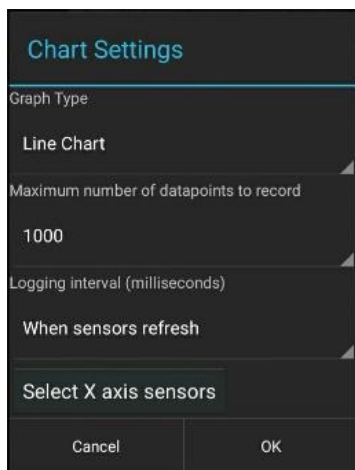 Chart Settings
Graph Type
Line Chart
Maximum number of datapoints to record
1000
Logging interval (milliseconds)
When sensors refresh
Select X axis sensors
Cancel
OK